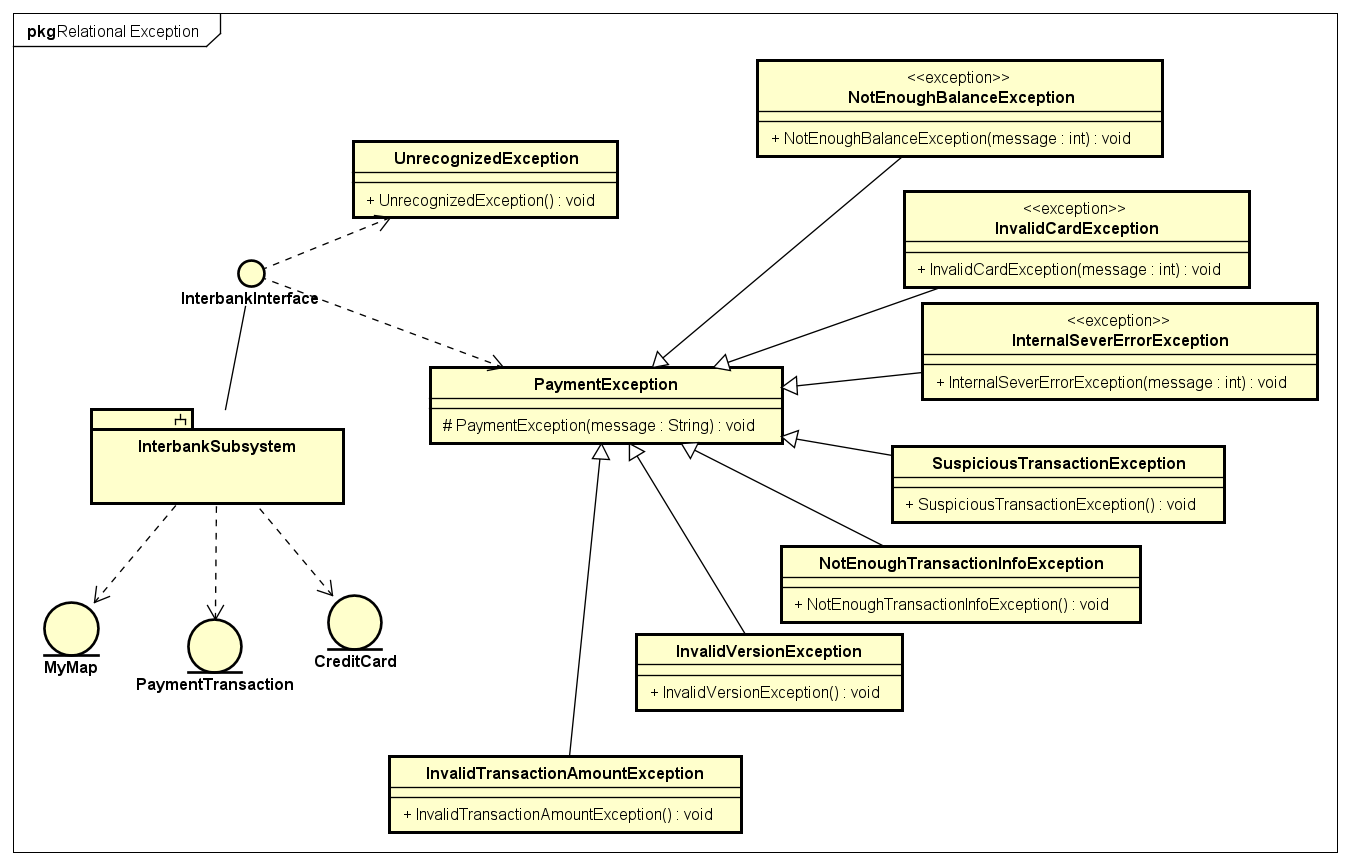 pkgRelational Exception
<<exception>>
NotEnoughBalanceException
+ NotEnoughBalanceException(message : int) : void
UnrecognizedException
+ UnrecognizedException() : void
<<exception>>
InvalidCardException
+ InvalidCardException(message : int) : void
InterbankInterface
<<exception>>
InternalSeverErrorException
+ InternalSeverErrorException(message : int) : void
PaymentException
# PaymentException(message : String) : void
InterbankSubsystem
SuspiciousTransactionException
+ SuspiciousTransactionException() : void
NotEnoughTransactionInfoException
+ NotEnoughTransactionInfoException() : void
MyMap
PaymentTransaction
CreditCard
InvalidVersionException
+ InvalidVersionException() : void
InvalidTransactionAmountException
+ InvalidTransactionAmountException() : void